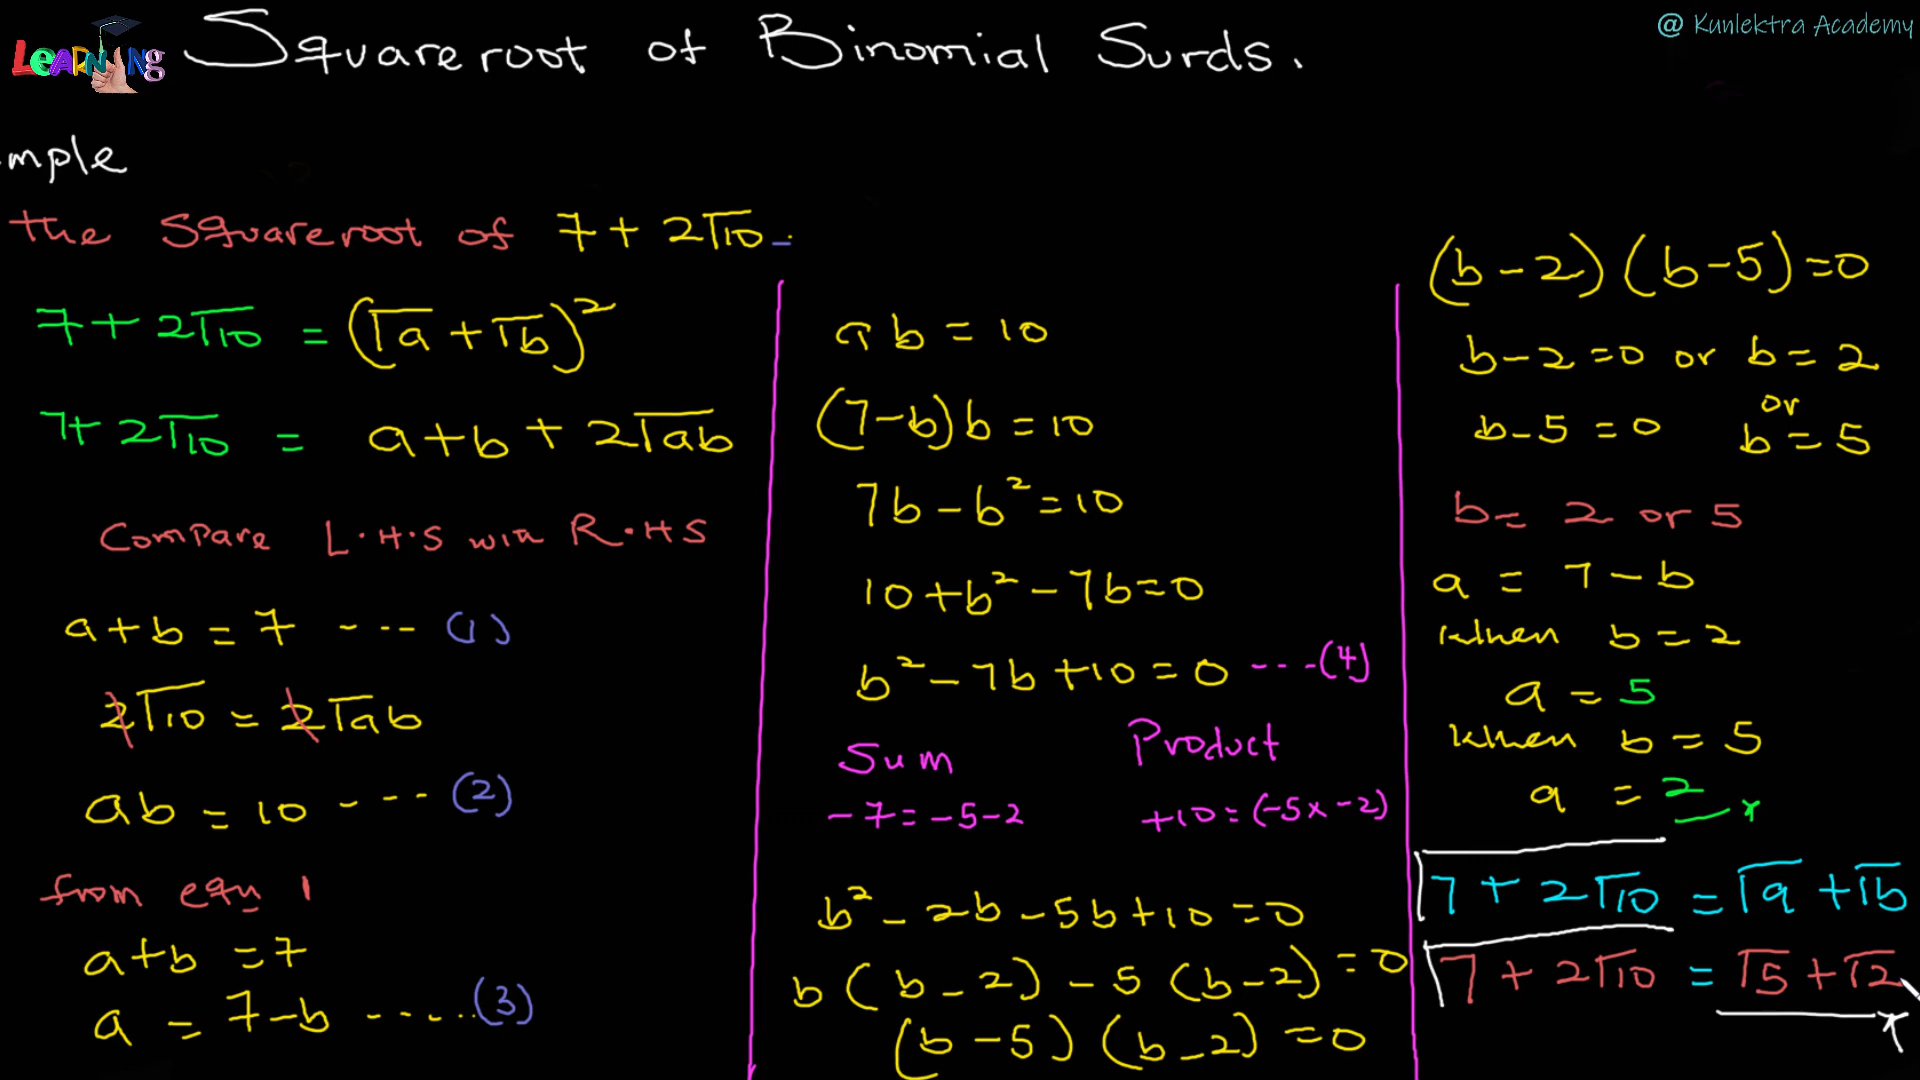 LEARNING
Squareroot of Binomial Surds.
@ Kunlektra Academy
mple
the squareroot of 7 + 2√10
7 + 2√10 = (√a + √b)²
7 + 2√10 = a + b + 2√ab
Compare L.H.S with R.H.S
a + b = 7 --- (1)
2√10 = 2√ab
ab = 10 --- (2)
from equ 1
a + b = 7
a = 7 - b ----- (3)
ab = 10
(7 - b) b = 10
7b - b² = 10
10 + b² - 7b = 0
b² - 7b + 10 = 0 --- (4)
Sum Product
-7 = -5 - 2 +10 = (-5 x -2)
b² - 2b - 5b + 10 = 0
b (b - 2) - 5 (b - 2) = 0
(b - 5) (b - 2) = 0
(b - 2) (b - 5) = 0
b - 2 = 0 or b = 2
or
b - 5 = 0 b = 5
b = 2 or 5
a = 7 - b
when b = 2
a = 5
when b = 5
a = 2
√(7 + 2√10) = √a + √b
√(7 + 2√10) = √5 + √2